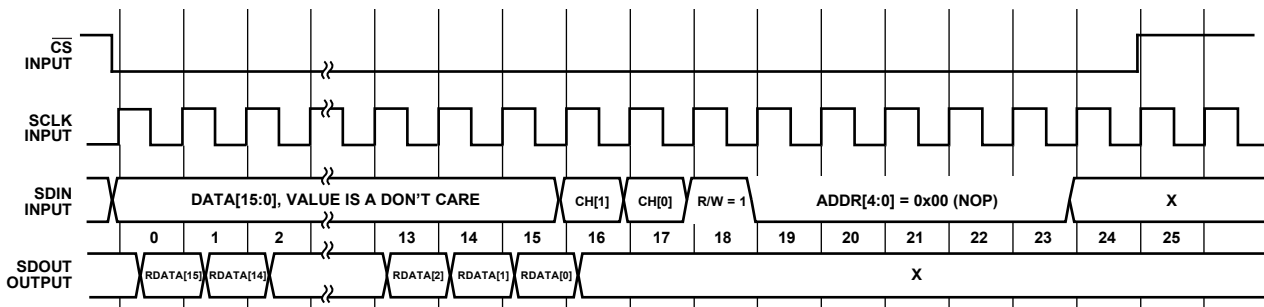 CS
INPUT
SCLK
INPUT
SDIN
INPUT
DATA[15:0], VALUE IS A DON'T CARE
CH[1]
CH[0]
R/W = 1
ADDR[4:0] = 0x00 (NOP)
X
0 1 2 13 14 15 16 17 18 19 20 21 22 23 24 25
SDOUT
OUTPUT
RDATA[15]
RDATA[14]
RDATA[2]
RDATA[1]
RDATA[0]
X